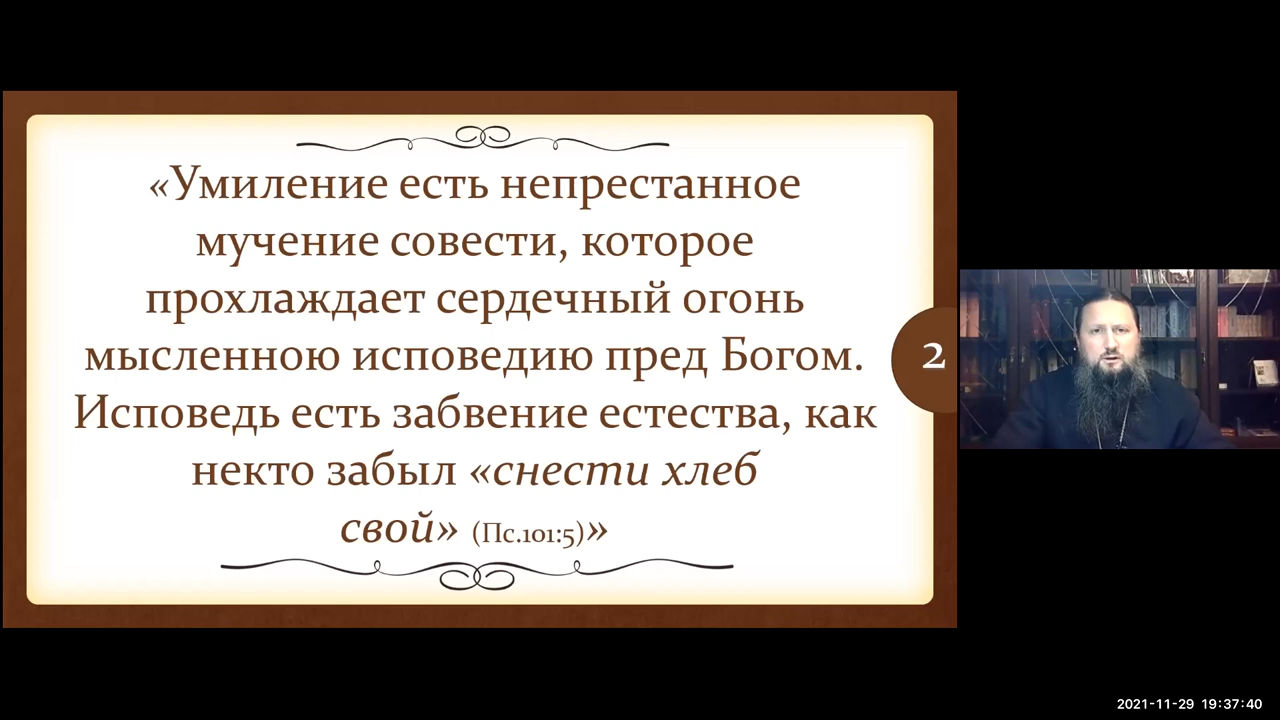 «Умиление есть непрестанное
мучение совести, которое
прохлаждает сердечный огонь
мысленною исповедию пред Богом.
Исповедь есть забвение естества, как
некто забыл «снести хлеб
свой» (Пс.101:5)»
2
2021-11-29 19:37:40